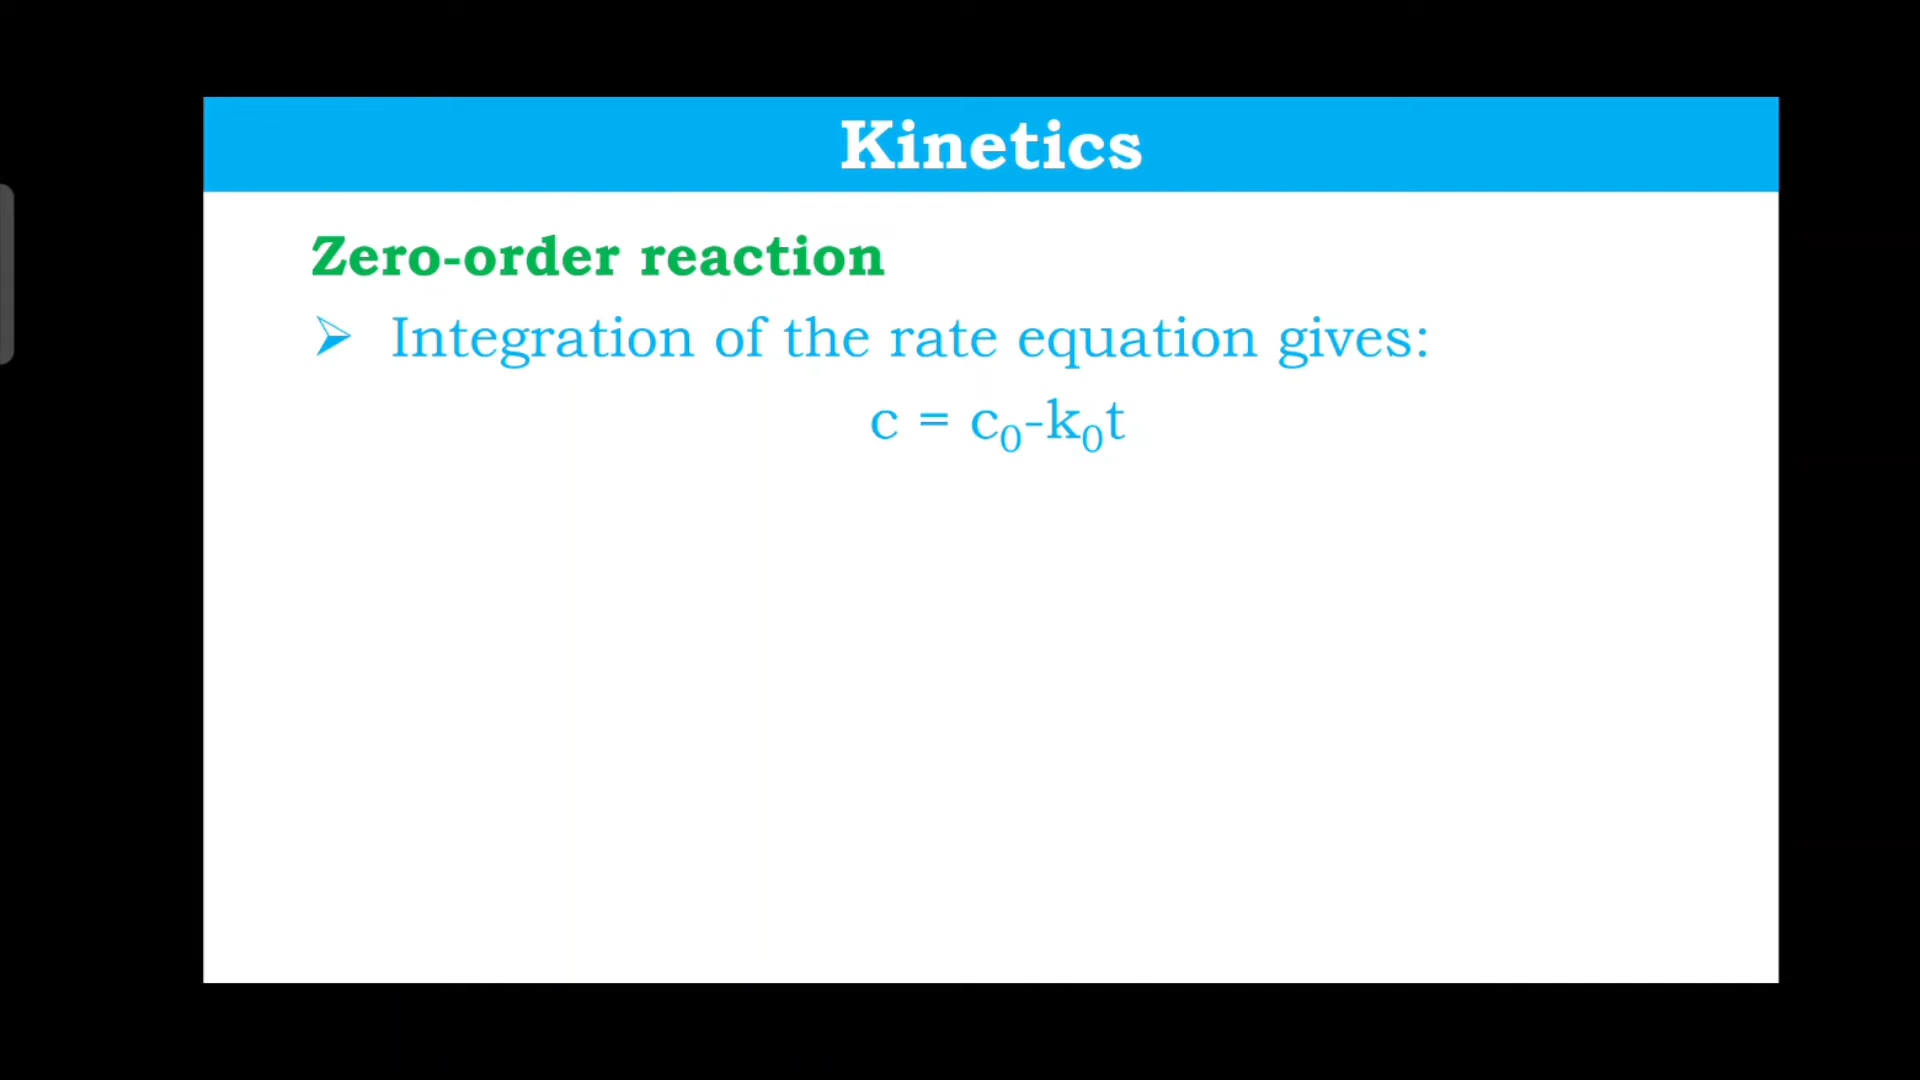 Kinetics
Zero-order reaction
➢ Integration of the rate equation gives:
c = c₀-k₀t